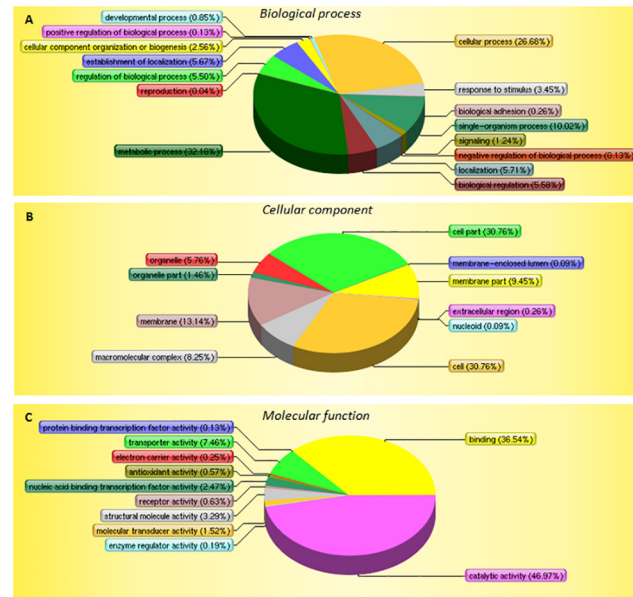 A
Biological process
developmental process (0.85%)
positive regulation of biological process (0.13%)
cellular component organization or biogenesis (2.56%)
establishment of localization (5.67%)
regulation of biological process (5.50%)
reproduction (0.04%)
metabolic process (32.18%)
cellular process (26.68%)
response to stimulus (3.45%)
biological adhesion (0.26%)
single-organism process (10.02%)
signaling (1.24%)
negative regulation of biological process (0.13%)
localization (5.71%)
biological regulation (5.58%)
B
Cellular component
organelle (5.76%)
organelle part (1.46%)
membrane (13.14%)
macromolecular complex (8.25%)
cell part (30.76%)
membrane-enclosed lumen (0.09%)
membrane part (9.45%)
extracellular region (0.26%)
nucleoid (0.09%)
cell (30.76%)
C
Molecular function
protein binding transcription factor activity (0.13%)
transporter activity (7.46%)
electron carrier activity (0.25%)
antioxidant activity (0.57%)
nucleic acid binding transcription factor activity (2.47%)
receptor activity (0.63%)
structural molecule activity (3.29%)
molecular transducer activity (1.52%)
enzyme regulator activity (0.19%)
binding (36.54%)
catalytic activity (46.97%)